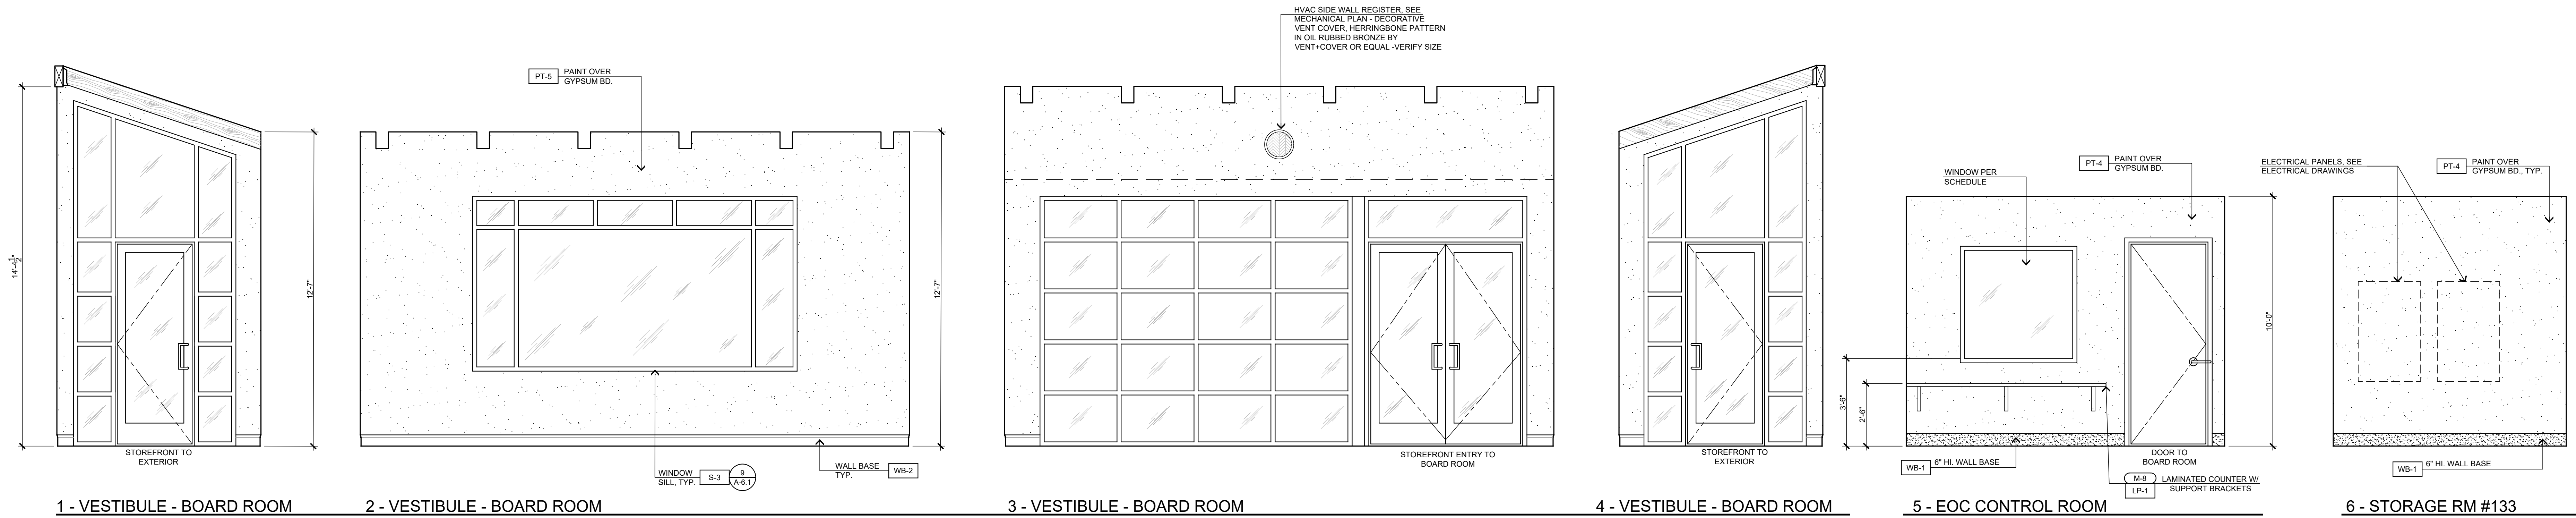 HVAC SIDE WALL REGISTER, SEE
MECHANICAL PLAN - DECORATIVE
VENT COVER, HERRINGBONE PATTERN
IN OIL RUBBED BRONZE BY
VENT+COVER OR EQUAL -VERIFY SIZE
14'-4 1/2"
12'-7"
STOREFRONT TO
EXTERIOR
1 - VESTIBULE - BOARD ROOM
PT-5
PAINT OVER
GYPSUM BD.
12'-7"
WINDOW
SILL, TYP.
S-3
9
A-6.1
WALL BASE
TYP.
WB-2
2 - VESTIBULE - BOARD ROOM
STOREFRONT ENTRY TO
BOARD ROOM
3 - VESTIBULE - BOARD ROOM
STOREFRONT TO
EXTERIOR
4 - VESTIBULE - BOARD ROOM
WINDOW PER
SCHEDULE
PT-4
PAINT OVER
GYPSUM BD.
10'-0"
3'-6"
2'-6"
WB-1
6" HI. WALL BASE
DOOR TO
BOARD ROOM
M-8
LP-1
LAMINATED COUNTER W/
SUPPORT BRACKETS
5 - EOC CONTROL ROOM
ELECTRICAL PANELS, SEE
ELECTRICAL DRAWINGS
PT-4
PAINT OVER
GYPSUM BD., TYP.
WB-1
6" HI. WALL BASE
6 - STORAGE RM #133